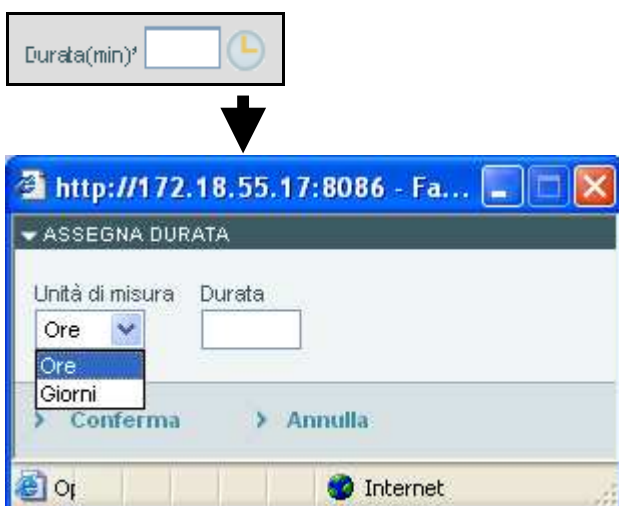 Durata(min)*
http://172.18.55.17:8086 - Fa...
ASSEGNA DURATA
Unità di misura Durata
Ore
Ore
Giorni
Conferma Annulla
Internet